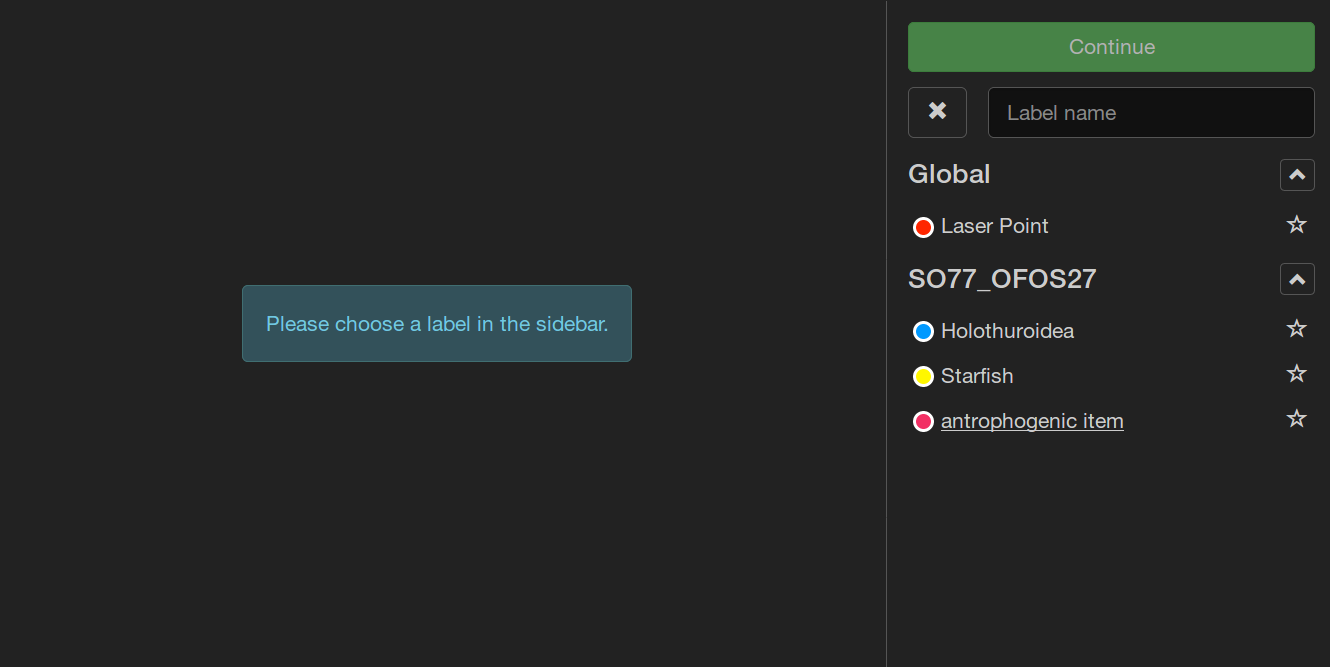 Continue
Label name
Global
Laser Point
SO77_OFOS27
Holothuroidea
Starfish
antrophogenic item
Please choose a label in the sidebar.